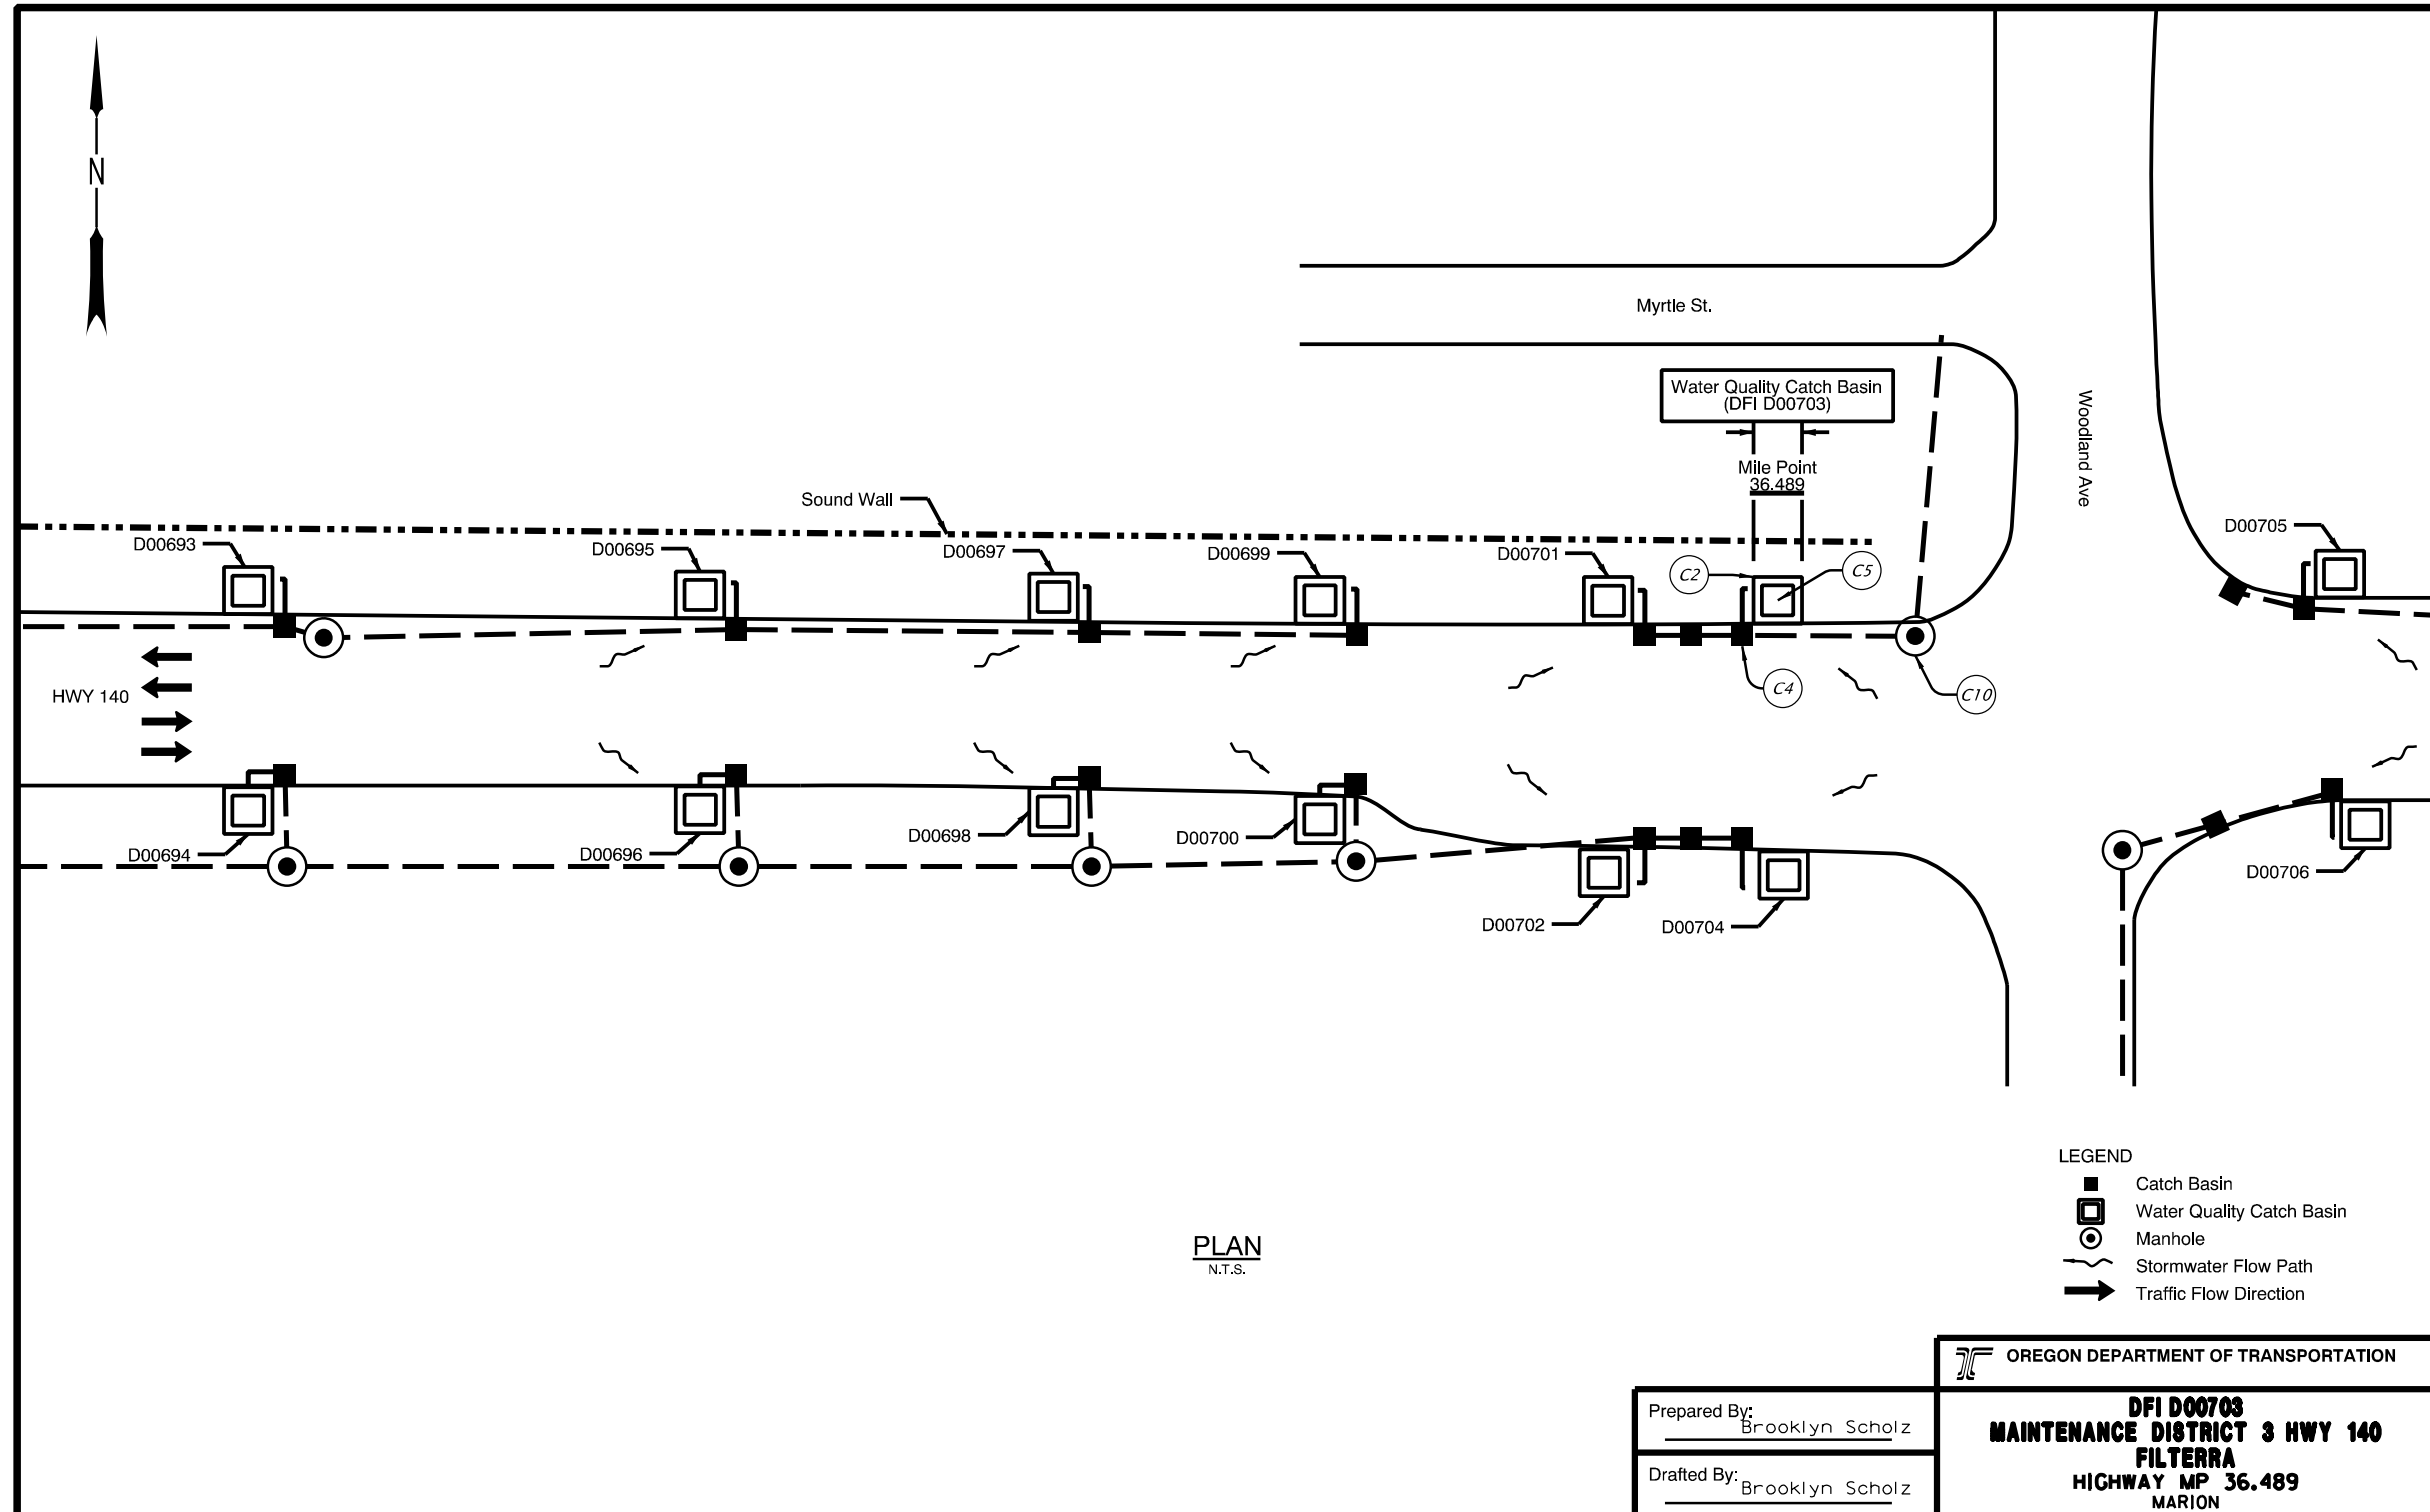 N
Myrtle St.
Water Quality Catch Basin
(DFI D00703)
Mile Point
36.489
Woodland Ave
Sound Wall
D00693
D00695
D00697
D00699
D00701
C2
C5
D00705
HWY 140
C4
C10
D00694
D00696
D00698
D00700
D00702
D00704
D00706
LEGEND
Catch Basin
Water Quality Catch Basin
Manhole
Stormwater Flow Path
Traffic Flow Direction
PLAN
N.T.S.
OREGON DEPARTMENT OF TRANSPORTATION
Prepared By:
Brooklyn Scholz
Drafted By:
Brooklyn Scholz
DFI D00703
MAINTENANCE DISTRICT 3 HWY 140
FILTERRA
HIGHWAY MP 36.489
MARION